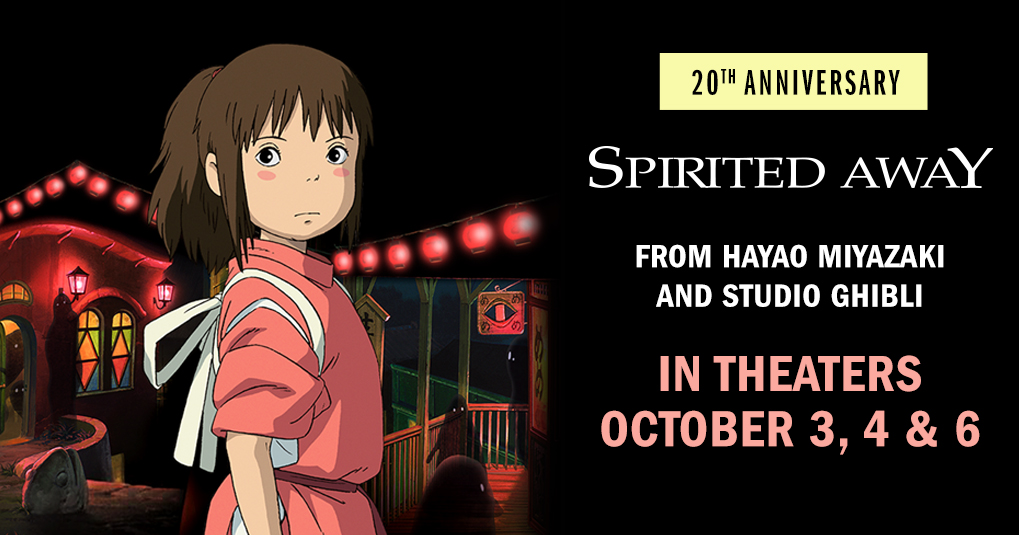 20TH ANNIVERSARY
SPIRITED AWAY
FROM HAYAO MIYAZAKI
AND STUDIO GHIBLI
IN THEATERS
OCTOBER 3, 4 & 6